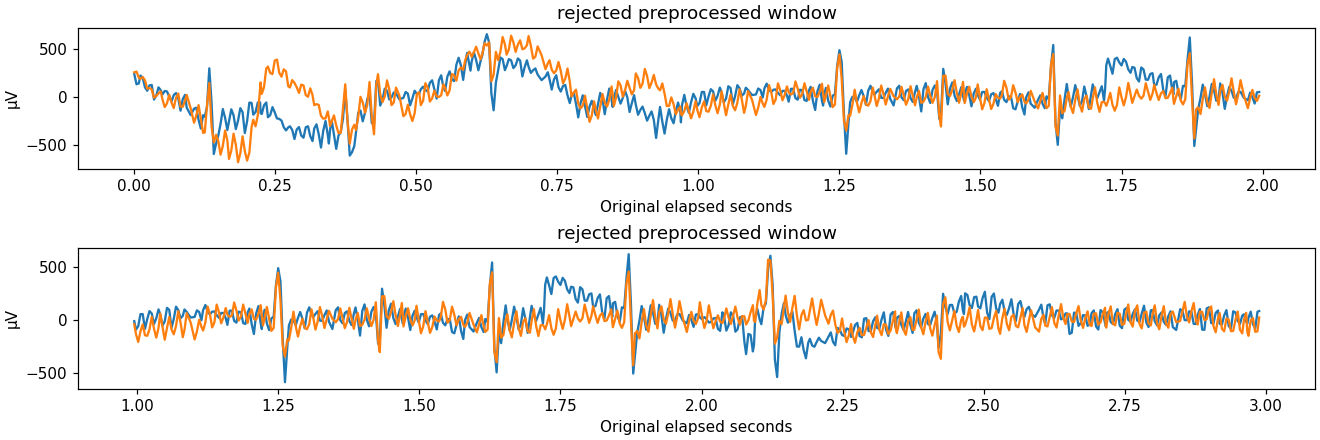 rejected preprocessed window
μV
500
0
−500
0.00 0.25 0.50 0.75 1.00 1.25 1.50 1.75 2.00
Original elapsed seconds
rejected preprocessed window
μV
500
0
−500
1.00 1.25 1.50 1.75 2.00 2.25 2.50 2.75 3.00
Original elapsed seconds